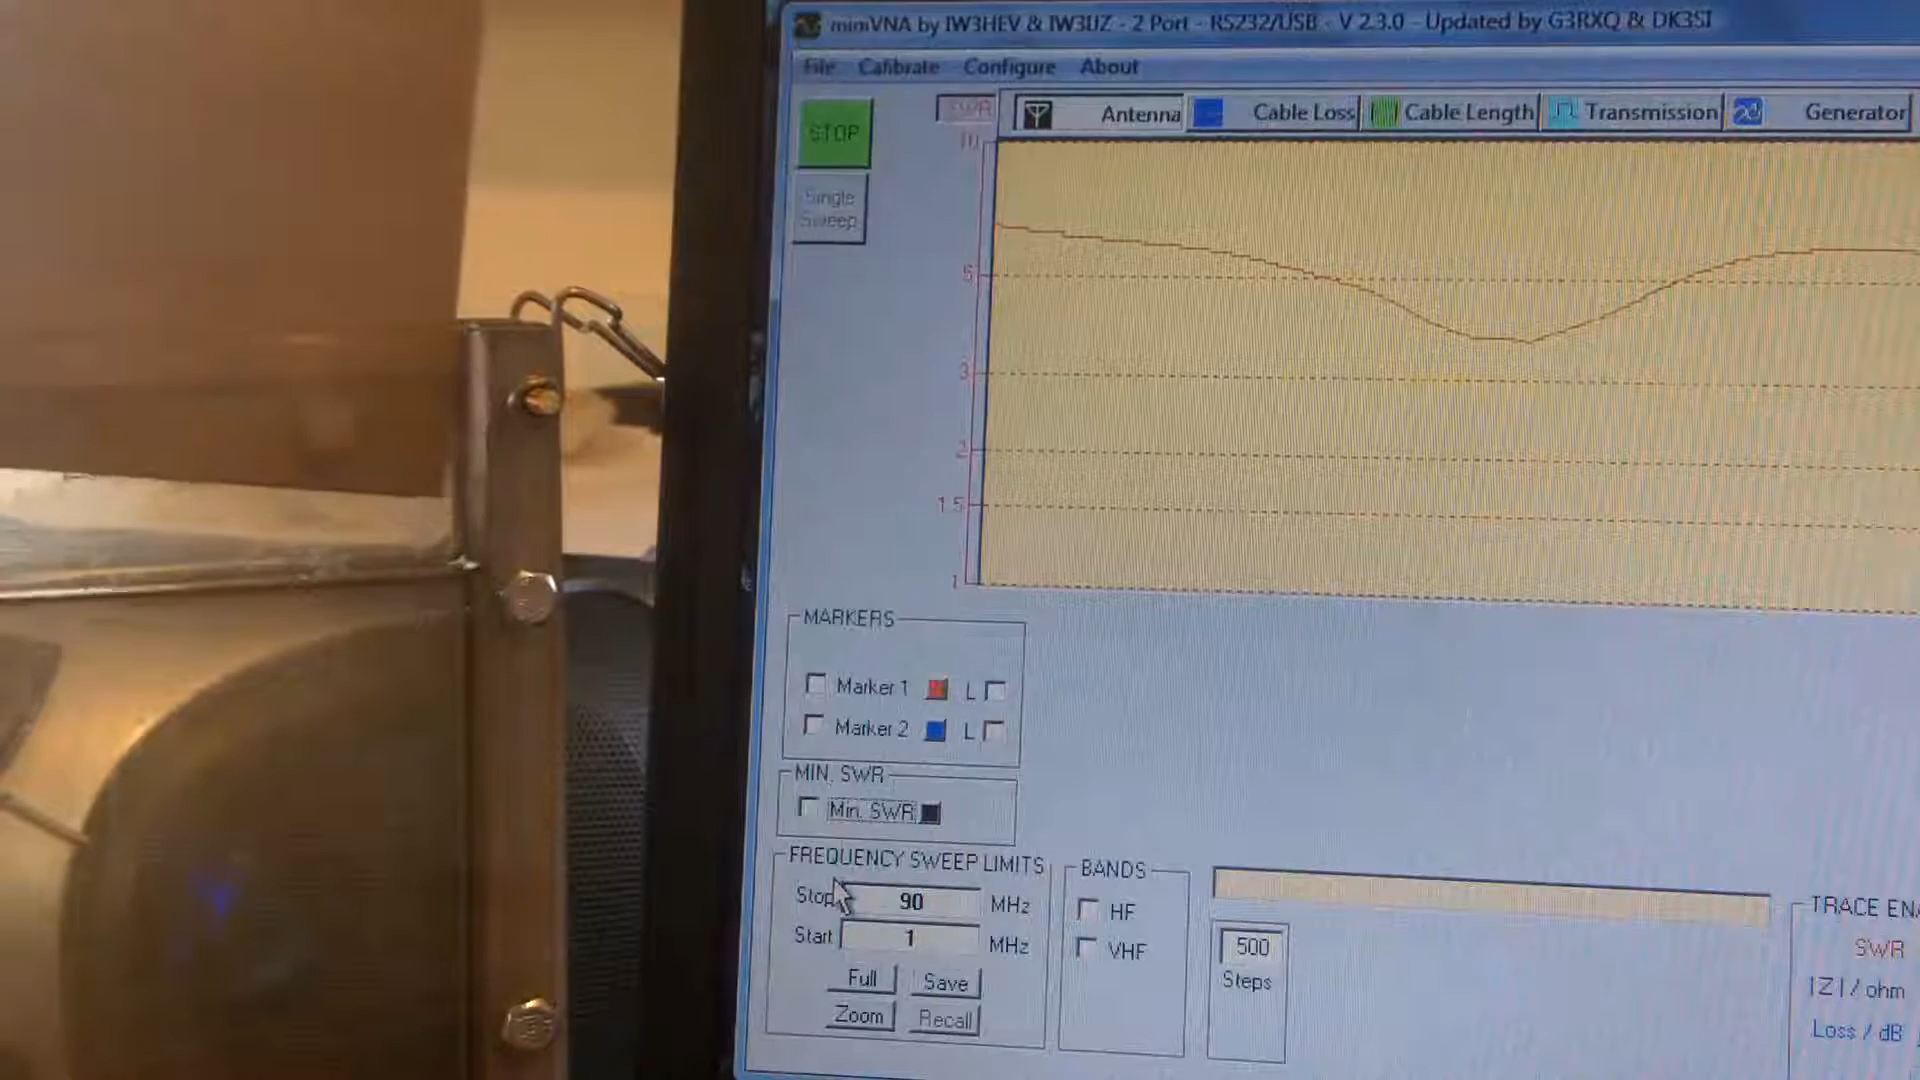 miniVNA by IW3HEV & IW3IJZ - 2 Port - RS232/USB - V 2.3.0 - Updated by G3RXQ & DK3SI
File Calibrate Configure About
STOP
Single
Sweep
SWR
Antenna Cable Loss Cable Length Transmission Generator
10
5
3
2
1.5
1
MARKERS
Marker 1 L
Marker 2 L
MIN. SWR
Min. SWR
FREQUENCY SWEEP LIMITS
Stop 90 MHz
Start 1 MHz
Full Save
Zoom Recall
BANDS
HF
VHF
500
Steps
TRACE
SWR
|Z| / ohm
Loss / dB